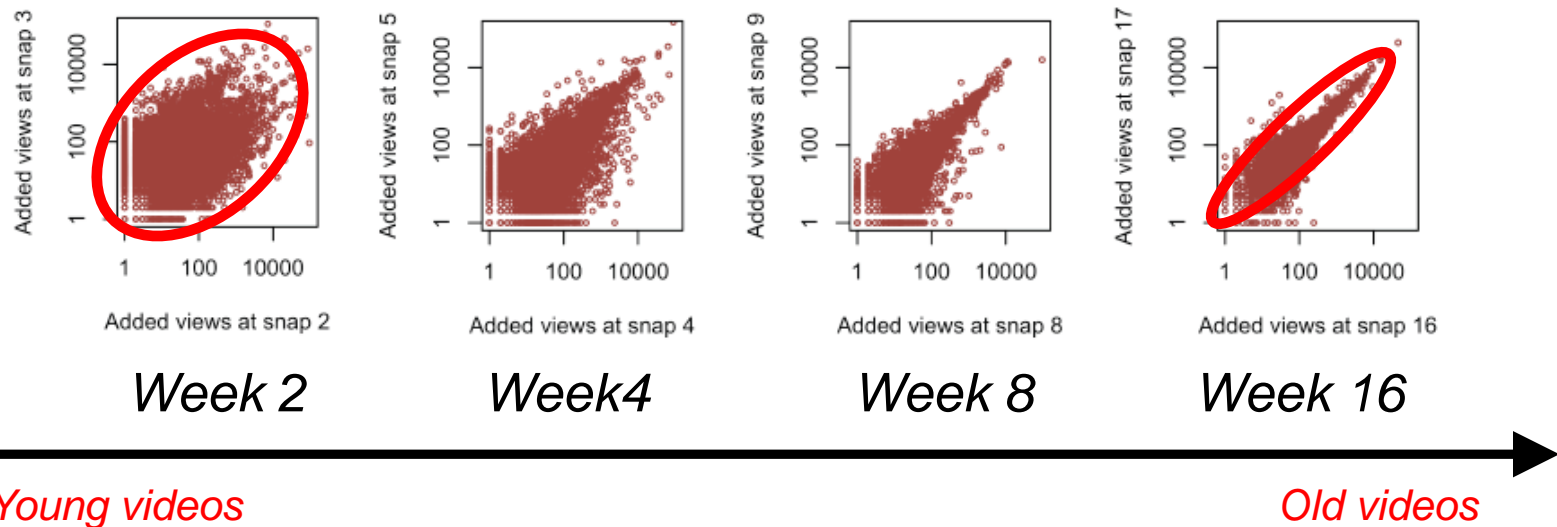 Added views at snap 3
10000
100
1
1 100 10000
Added views at snap 2
Added views at snap 5
10000
100
1
1 100 10000
Added views at snap 4
Added views at snap 9
10000
100
1
1 100 10000
Added views at snap 8
Added views at snap 17
10000
100
1
1 100 10000
Added views at snap 16
Week 2 Week4 Week 8 Week 16
Young videos Old videos